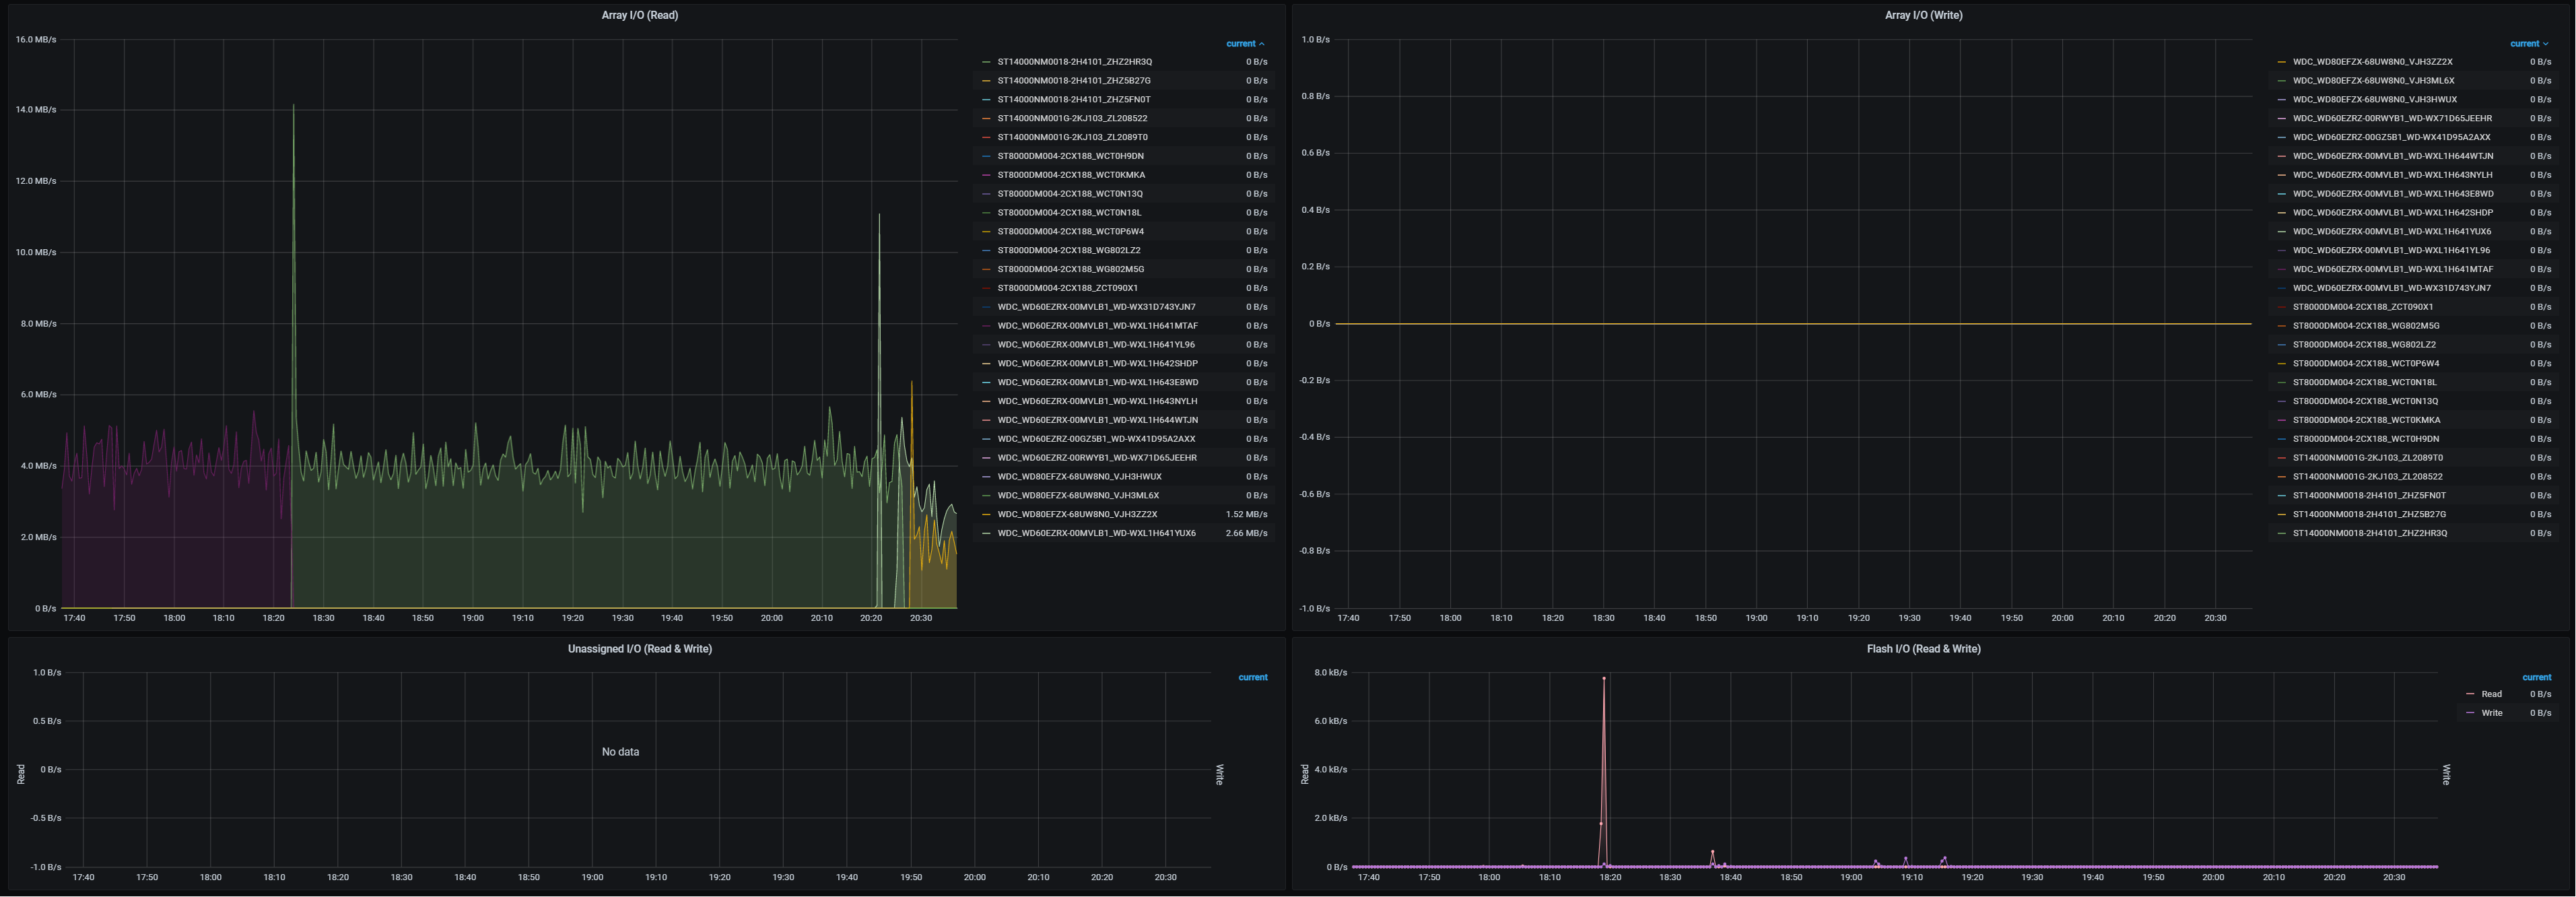 Array I/O (Read)
16.0 MB/s
14.0 MB/s
12.0 MB/s
10.0 MB/s
8.0 MB/s
6.0 MB/s
4.0 MB/s
2.0 MB/s
0 B/s
17:40 17:50 18:00 18:10 18:20 18:30 18:40 18:50 19:00 19:10 19:20 19:30 19:40 19:50 20:00 20:10 20:20 20:30
current
ST14000NM0018-2H4101_ZHZ2HR3Q 0 B/s
ST14000NM0018-2H4101_ZHZ5B27G 0 B/s
ST14000NM0018-2H4101_ZHZ5FN0T 0 B/s
ST14000NM001G-2KJ103_ZL208522 0 B/s
ST14000NM001G-2KJ103_ZL2089T0 0 B/s
ST8000DM004-2CX188_WCT0H9DN 0 B/s
ST8000DM004-2CX188_WCT0KMKA 0 B/s
ST8000DM004-2CX188_WCT0N13Q 0 B/s
ST8000DM004-2CX188_WCT0N18L 0 B/s
ST8000DM004-2CX188_WCT0P6W4 0 B/s
ST8000DM004-2CX188_WG802LZ2 0 B/s
ST8000DM004-2CX188_WG802M5G 0 B/s
ST8000DM004-2CX188_ZCT090X1 0 B/s
WDC_WD60EZRX-00MVLB1_WD-WX31D743YJN7 0 B/s
WDC_WD60EZRX-00MVLB1_WD-WXL1H641MTAF 0 B/s
WDC_WD60EZRX-00MVLB1_WD-WXL1H641YL96 0 B/s
WDC_WD60EZRX-00MVLB1_WD-WXL1H642SHDP 0 B/s
WDC_WD60EZRX-00MVLB1_WD-WXL1H643E8WD 0 B/s
WDC_WD60EZRX-00MVLB1_WD-WXL1H643NYLH 0 B/s
WDC_WD60EZRX-00MVLB1_WD-WXL1H644WTJN 0 B/s
WDC_WD60EZRZ-00GZ5B1_WD-WX41D95A2AXX 0 B/s
WDC_WD60EZRZ-00RWYB1_WD-WX71D65JEEHR 0 B/s
WDC_WD80EFZX-68UW8N0_VJH3HWUX 0 B/s
WDC_WD80EFZX-68UW8N0_VJH3ML6X 0 B/s
WDC_WD80EFZX-68UW8N0_VJH3ZZ2X 1.52 MB/s
WDC_WD60EZRX-00MVLB1_WD-WXL1H641YUX6 2.66 MB/s
Array I/O (Write)
1.0 B/s
0.8 B/s
0.6 B/s
0.4 B/s
0.2 B/s
0 B/s
-0.2 B/s
-0.4 B/s
-0.6 B/s
-0.8 B/s
-1.0 B/s
17:40 17:50 18:00 18:10 18:20 18:30 18:40 18:50 19:00 19:10 19:20 19:30 19:40 19:50 20:00 20:10 20:20 20:30
current
WDC_WD80EFZX-68UW8N0_VJH3ZZ2X 0 B/s
WDC_WD80EFZX-68UW8N0_VJH3ML6X 0 B/s
WDC_WD80EFZX-68UW8N0_VJH3HWUX 0 B/s
WDC_WD60EZRZ-00RWYB1_WD-WX71D65JEEHR 0 B/s
WDC_WD60EZRZ-00GZ5B1_WD-WX41D95A2AXX 0 B/s
WDC_WD60EZRX-00MVLB1_WD-WXL1H644WTJN 0 B/s
WDC_WD60EZRX-00MVLB1_WD-WXL1H643NYLH 0 B/s
WDC_WD60EZRX-00MVLB1_WD-WXL1H643E8WD 0 B/s
WDC_WD60EZRX-00MVLB1_WD-WXL1H642SHDP 0 B/s
WDC_WD60EZRX-00MVLB1_WD-WXL1H641YUX6 0 B/s
WDC_WD60EZRX-00MVLB1_WD-WXL1H641YL96 0 B/s
WDC_WD60EZRX-00MVLB1_WD-WXL1H641MTAF 0 B/s
WDC_WD60EZRX-00MVLB1_WD-WX31D743YJN7 0 B/s
ST8000DM004-2CX188_ZCT090X1 0 B/s
ST8000DM004-2CX188_WG802M5G 0 B/s
ST8000DM004-2CX188_WG802LZ2 0 B/s
ST8000DM004-2CX188_WCT0P6W4 0 B/s
ST8000DM004-2CX188_WCT0N18L 0 B/s
ST8000DM004-2CX188_WCT0N13Q 0 B/s
ST8000DM004-2CX188_WCT0KMKA 0 B/s
ST8000DM004-2CX188_WCT0H9DN 0 B/s
ST14000NM001G-2KJ103_ZL2089T0 0 B/s
ST14000NM001G-2KJ103_ZL208522 0 B/s
ST14000NM0018-2H4101_ZHZ5FN0T 0 B/s
ST14000NM0018-2H4101_ZHZ5B27G 0 B/s
ST14000NM0018-2H4101_ZHZ2HR3Q 0 B/s
Unassigned I/O (Read & Write)
1.0 B/s
0.5 B/s
0 B/s
-0.5 B/s
-1.0 B/s
Read
No data
Write
17:40 17:50 18:00 18:10 18:20 18:30 18:40 18:50 19:00 19:10 19:20 19:30 19:40 19:50 20:00 20:10 20:20 20:30
current
Flash I/O (Read & Write)
8.0 kB/s
6.0 kB/s
4.0 kB/s
2.0 kB/s
0 B/s
Read
Write
17:40 17:50 18:00 18:10 18:20 18:30 18:40 18:50 19:00 19:10 19:20 19:30 19:40 19:50 20:00 20:10 20:20 20:30
current
Read 0 B/s
Write 0 B/s